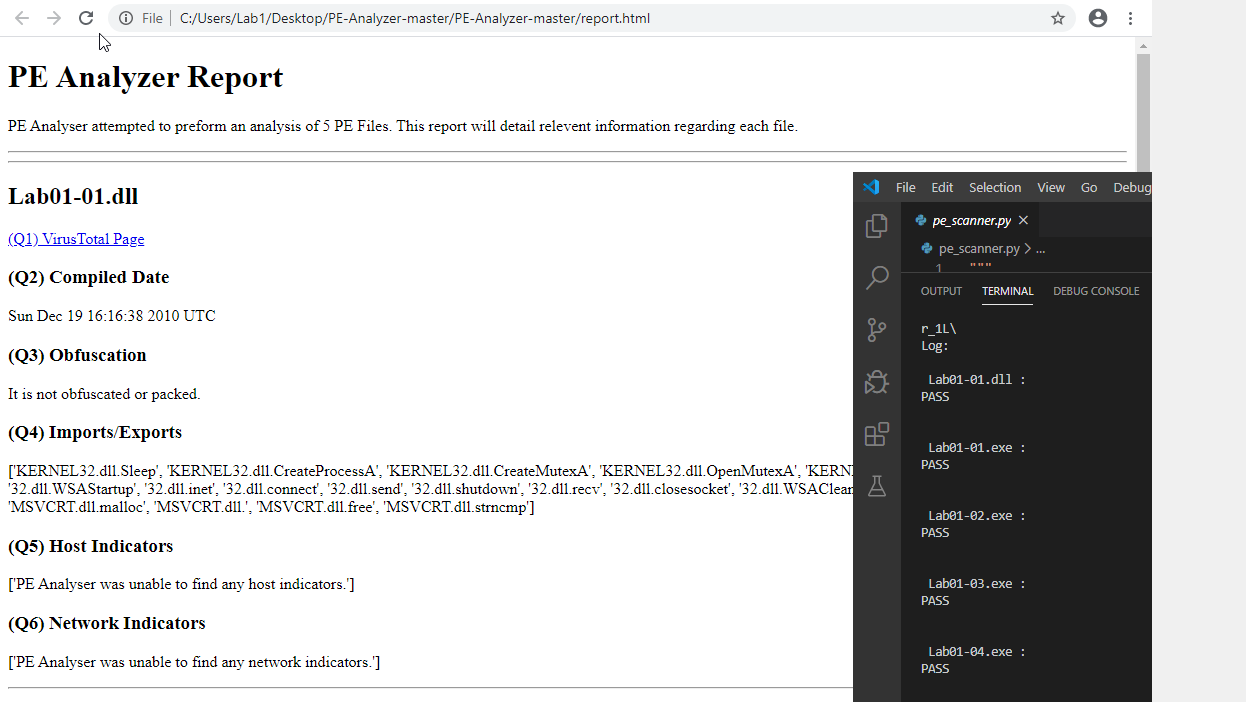 File
C:/Users/Lab1/Desktop/PE-Analyzer-master/PE-Analyzer-master/report.html
PE Analyzer Report
PE Analyser attempted to preform an analysis of 5 PE Files. This report will detail relevent information regarding each file.
Lab01-01.dll
(Q1) VirusTotal Page
(Q2) Compiled Date
Sun Dec 19 16:16:38 2010 UTC
(Q3) Obfuscation
It is not obfuscated or packed.
(Q4) Imports/Exports
['KERNEL32.dll.Sleep', 'KERNEL32.dll.CreateProcessA', 'KERNEL32.dll.CreateMutexA', 'KERNEL32.dll.OpenMutexA', 'KERN
'32.dll.WSAStartup', '32.dll.inet', '32.dll.connect', '32.dll.send', '32.dll.shutdown', '32.dll.recv', '32.dll.closesocket', '32.dll.WSAClean
'MSVCRT.dll.malloc', 'MSVCRT.dll.', 'MSVCRT.dll.free', 'MSVCRT.dll.strncmp']
(Q5) Host Indicators
['PE Analyser was unable to find any host indicators.']
(Q6) Network Indicators
['PE Analyser was unable to find any network indicators.']
File Edit Selection View Go Debug
pe_scanner.py
pe_scanner.py > ...
1 """
OUTPUT TERMINAL DEBUG CONSOLE
r_1L\
Log:
Lab01-01.dll :
PASS
Lab01-01.exe :
PASS
Lab01-02.exe :
PASS
Lab01-03.exe :
PASS
Lab01-04.exe :
PASS